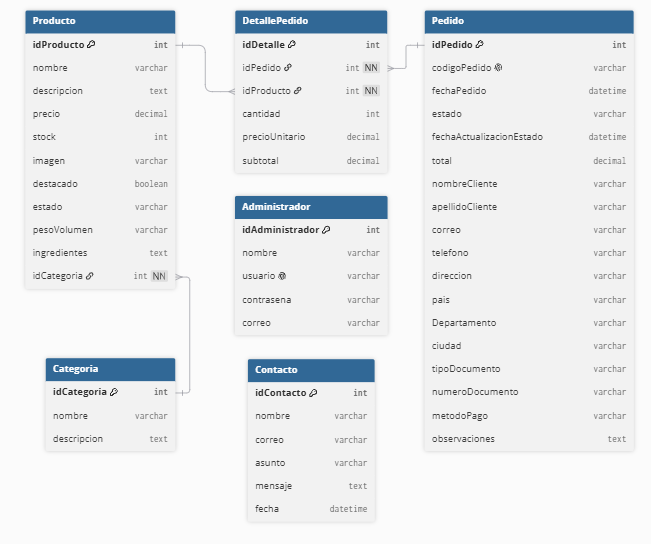 Producto
idProducto int
nombre varchar
descripcion text
precio decimal
stock int
imagen varchar
destacado boolean
estado varchar
pesoVolumen varchar
ingredientes text
idCategoria int NN
DetallePedido
idDetalle int
idPedido int NN
idProducto int NN
cantidad int
precioUnitario decimal
subtotal decimal
Pedido
idPedido int
codigoPedido varchar
fechaPedido datetime
estado varchar
fechaActualizacionEstado datetime
total decimal
nombreCliente varchar
apellidoCliente varchar
correo varchar
telefono varchar
direccion varchar
pais varchar
Departamento varchar
ciudad varchar
tipoDocumento varchar
numeroDocumento varchar
metodoPago varchar
observaciones text
Administrador
idAdministrador int
nombre varchar
usuario varchar
contrasena varchar
correo varchar
Categoria
idCategoria int
nombre varchar
descripcion text
Contacto
idContacto int
nombre varchar
correo varchar
asunto varchar
mensaje text
fecha datetime